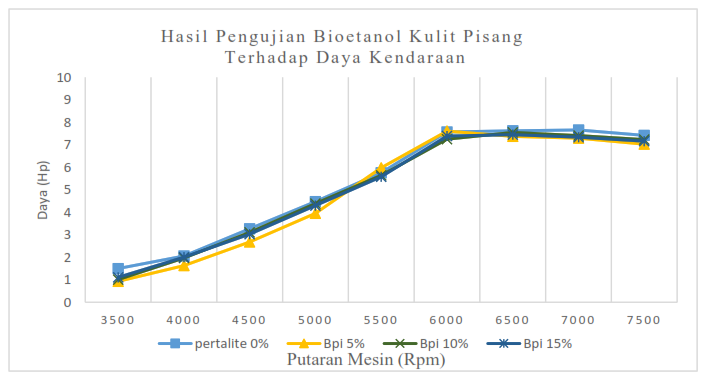 Hasil Pengujian Bioetanol Kulit Pisang
Terhadap Daya Kendaraan
10
9
8
7
6
5
4
3
2
1
0
Daya (Hp)
3500 4000 4500 5000 5500 6000 6500 7000 7500
pertalite 0% Bpi 5% Bpi 10% Bpi 15%
Putaran Mesin (Rpm)